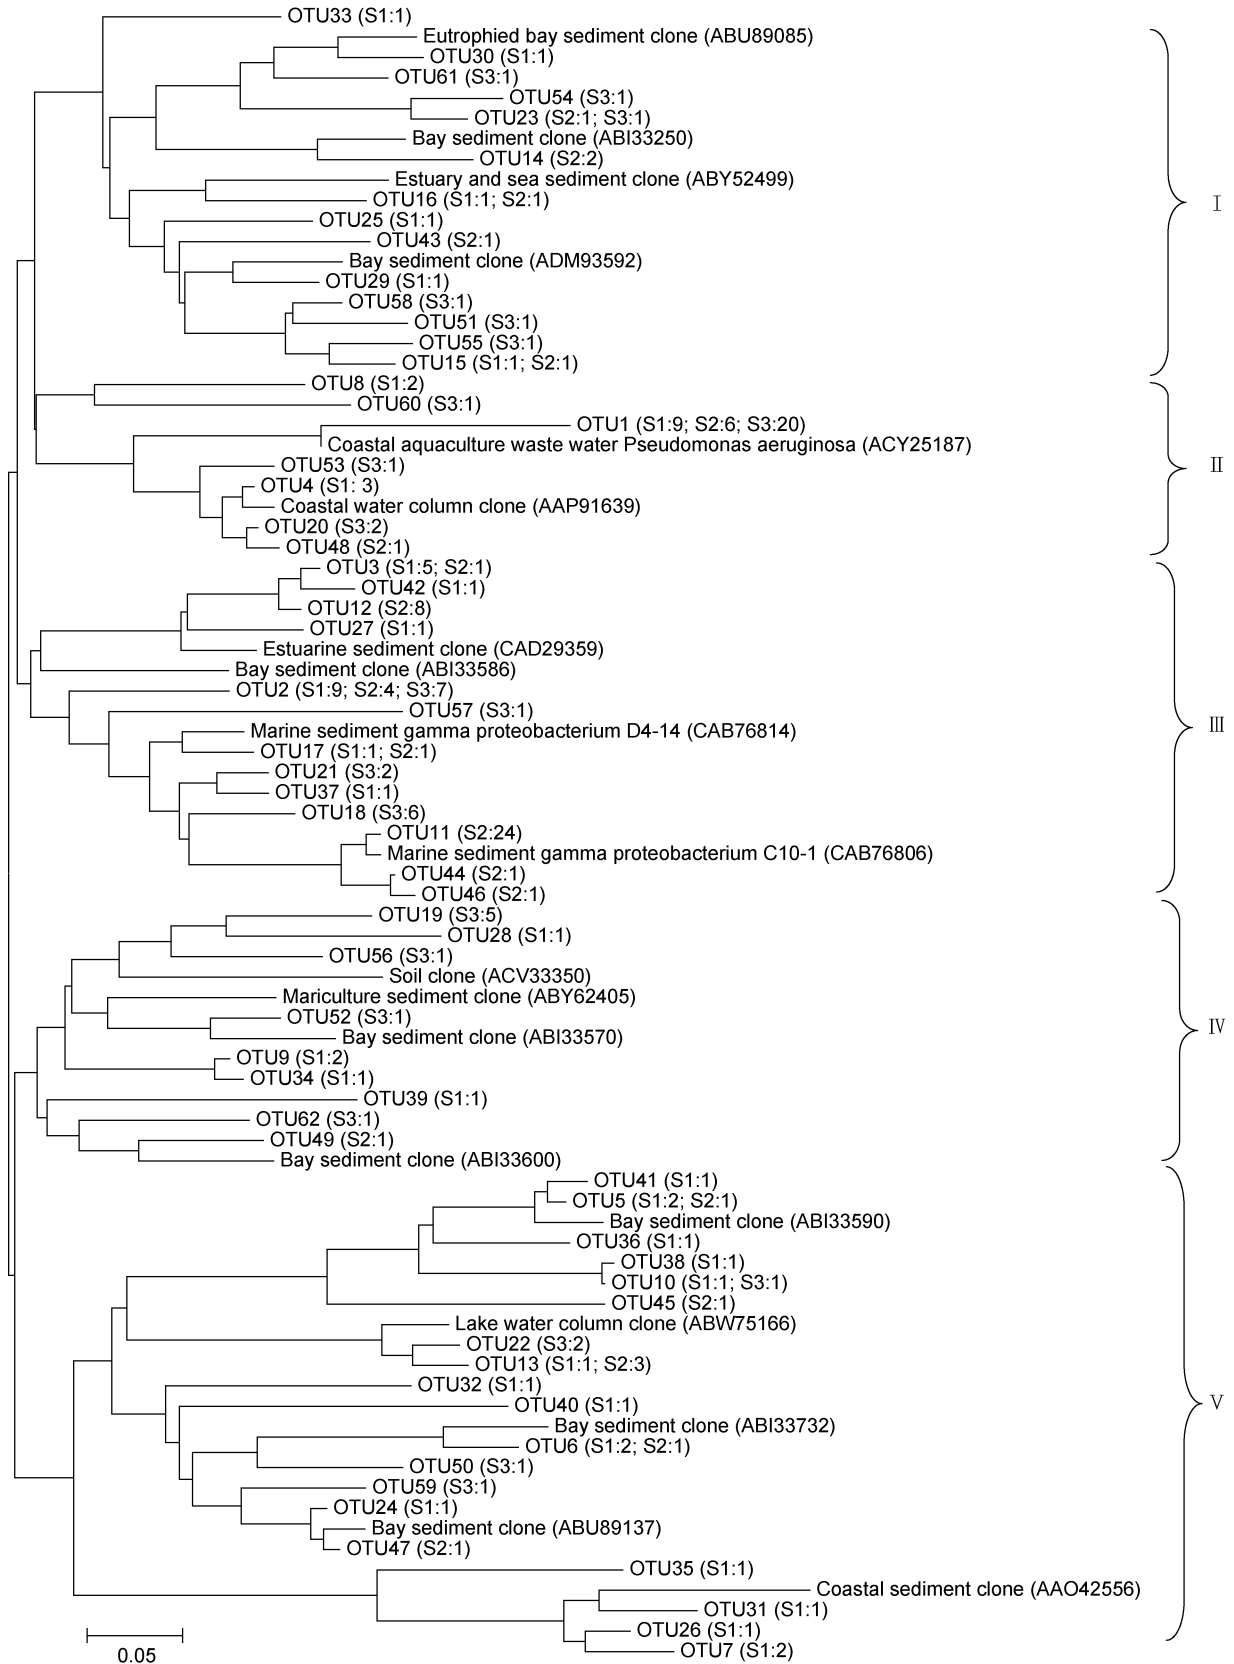 OTU33 (S1:1)
Eutrophied bay sediment clone (ABU89085)
OTU30 (S1:1)
OTU61 (S3:1)
OTU54 (S3:1)
OTU23 (S2:1; S3:1)
Bay sediment clone (ABI33250)
OTU14 (S2:2)
Estuary and sea sediment clone (ABY52499)
OTU16 (S1:1; S2:1)
Ⅰ
OTU25 (S1:1)
OTU43 (S2:1)
Bay sediment clone (ADM93592)
OTU29 (S1:1)
OTU58 (S3:1)
OTU51 (S3:1)
OTU55 (S3:1)
OTU15 (S1:1; S2:1)
OTU8 (S1:2)
OTU60 (S3:1)
OTU1 (S1:9; S2:6; S3:20)
Coastal aquaculture waste water Pseudomonas aeruginosa (ACY25187)
OTU53 (S3:1)
Ⅱ
OTU4 (S1: 3)
Coastal water column clone (AAP91639)
OTU20 (S3:2)
OTU48 (S2:1)
OTU3 (S1:5; S2:1)
OTU42 (S1:1)
OTU12 (S2:8)
OTU27 (S1:1)
Estuarine sediment clone (CAD29359)
Bay sediment clone (ABI33586)
OTU2 (S1:9; S2:4; S3:7)
OTU57 (S3:1)
Ⅲ
Marine sediment gamma proteobacterium D4-14 (CAB76814)
OTU17 (S1:1; S2:1)
OTU21 (S3:2)
OTU37 (S1:1)
OTU18 (S3:6)
OTU11 (S2:24)
Marine sediment gamma proteobacterium C10-1 (CAB76806)
OTU44 (S2:1)
OTU46 (S2:1)
OTU19 (S3:5)
OTU28 (S1:1)
OTU56 (S3:1)
Soil clone (ACV33350)
Mariculture sediment clone (ABY62405)
OTU52 (S3:1)
Ⅳ
Bay sediment clone (ABI33570)
OTU9 (S1:2)
OTU34 (S1:1)
OTU39 (S1:1)
OTU62 (S3:1)
OTU49 (S2:1)
Bay sediment clone (ABI33600)
OTU41 (S1:1)
OTU5 (S1:2; S2:1)
Bay sediment clone (ABI33590)
OTU36 (S1:1)
OTU38 (S1:1)
OTU10 (S1:1; S3:1)
OTU45 (S2:1)
Lake water column clone (ABW75166)
OTU22 (S3:2)
OTU13 (S1:1; S2:3)
OTU32 (S1:1)
OTU40 (S1:1)
Ⅴ
Bay sediment clone (ABI33732)
OTU6 (S1:2; S2:1)
OTU50 (S3:1)
OTU59 (S3:1)
OTU24 (S1:1)
Bay sediment clone (ABU89137)
OTU47 (S2:1)
OTU35 (S1:1)
Coastal sediment clone (AAO42556)
OTU31 (S1:1)
OTU26 (S1:1)
OTU7 (S1:2)
0.05